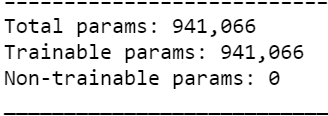 Total params: 941,066
Trainable params: 941,066
Non-trainable params: 0